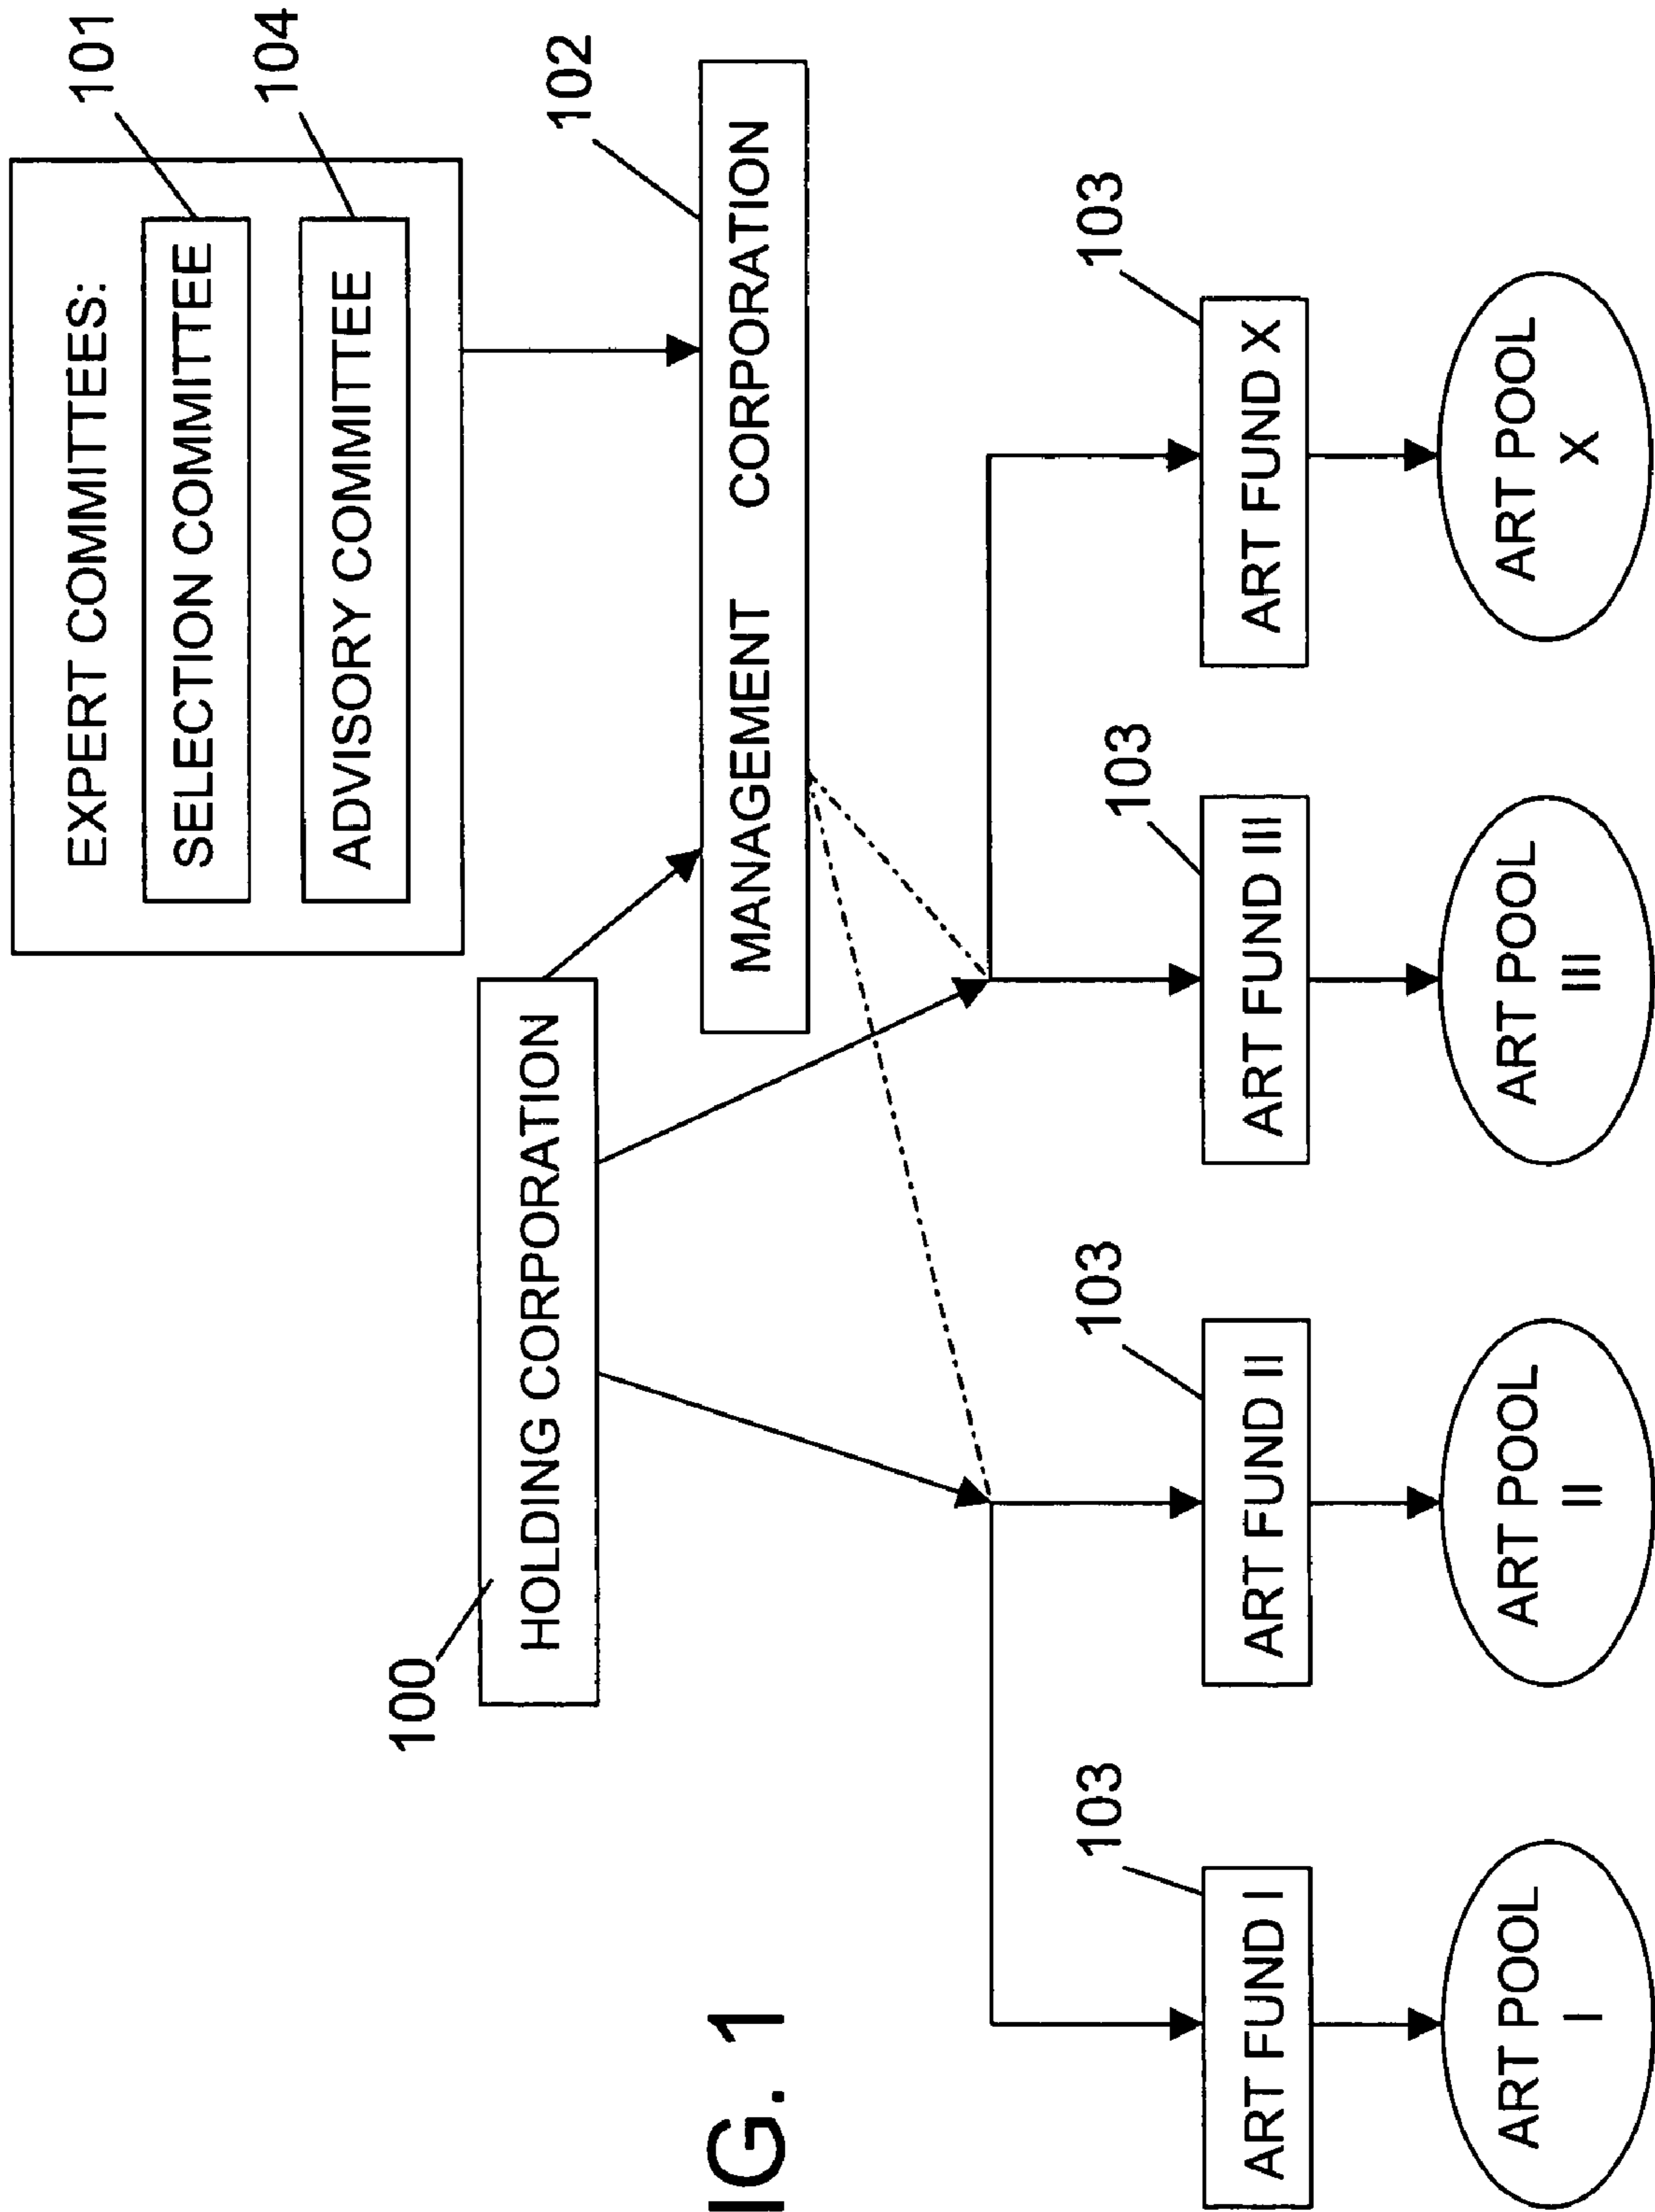 EXPERT COMMITTEES:
101
SELECTION COMMITTEE
104
ADVISORY COMMITTEE
100
HOLDING CORPORATION
102
MANAGEMENT CORPORATION
IG. 1
103
103
103
103
ART FUND I
ART FUND II
ART FUND III
ART FUND X
ART POOL
I
ART POOL
II
ART POOL
III
ART POOL
X